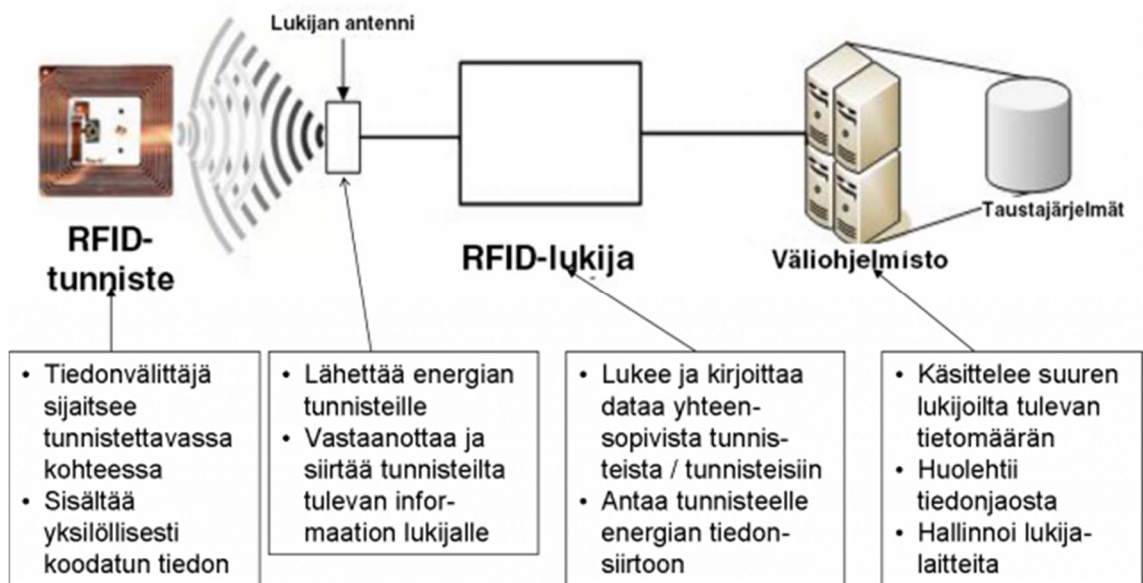 Lukijan antenni
RFID-
tunniste
RFID-lukija
Väliohjelmisto
Taustajärjelmät
• Tiedonvälittäjä
sijaitsee
tunnistettavassa
kohteessa
• Sisältää
yksilöllisesti
koodatun tiedon
• Lähettää energian
tunnisteille
• Vastaanottaa ja
siirtää tunnisteilta
tulevan infor-
maation lukijalle
• Lukee ja kirjoittaa
dataa yhteen-
sopivista tunnis-
teista / tunnisteisiin
• Antaa tunnisteelle
energian tiedon-
siirtoon
• Käsittelee suuren
lukijoilta tulevan
tietomäärän
• Huolehtii
tiedonjaosta
• Hallinnoi lukija-
laitteita